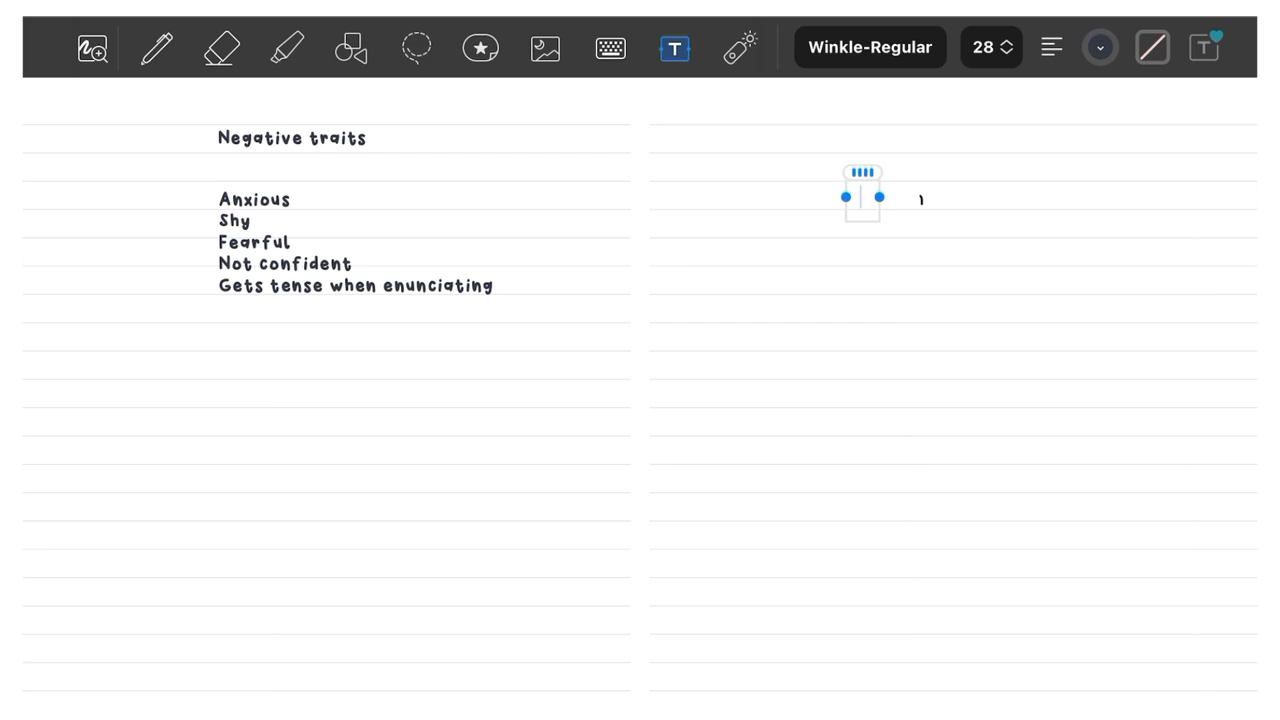 Winkle-Regular 28
Negative traits
Anxious
Shy
Fearful
Not confident
Gets tense when enunciating